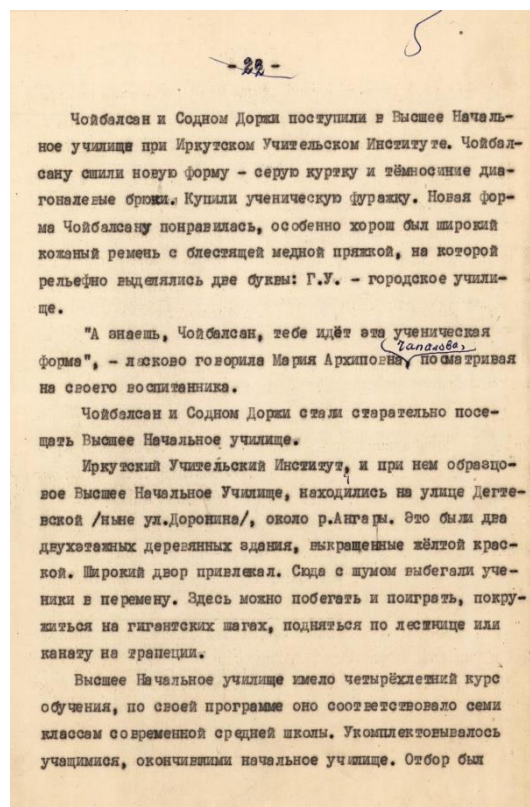 5
- 22 -
Чойбалсан и Содном Доржи поступили в Высшее Началь-
ное училище при Иркутском Учительском Институте. Чойбал-
сану сшили новую форму - серую куртку и тёмносиние диа-
гоналевые брюки. Купили ученическую фуражку. Новая фор-
ма Чойбалсану понравилась, особенно хорош был широкий
кожаный ремень с блестящей медной пряжкой, на которой
рельефно выделялись две буквы: Г.У. - городское учили-
ще.
"А знаешь, Чойбалсан, тебе идёт эта ученическая
Чапалова,
форма", - ласково говорила Мария Архиповна посматривая
на своего воспитанника.
Чойбалсан и Содном Доржи стали старательно посе-
щать Высшее Начальное училище.
Иркутский Учительский Институт, и при нем образцо-
вое Высшее Начальное Училище, находились на улице Дегте-
вской /ныне ул.Доронина/, около р.Ангары. Это были два
двухэтажных деревянных здания, выкращенные жёлтой крас-
кой. Широкий двор привлекал. Сюда с шумом выбегали уче-
ники в перемену. Здесь можно побегать и поиграть, покру-
житься на гигантских шагах, подняться по лестнице или
канату на трапеции.
Высшее Начальное училище имело четырёхлетний курс
обучения, по своей программе оно соответствовало семи
классам современной средней школы. Укомплектовывалось
учащимися, окончившими начальное училище. Отбор был